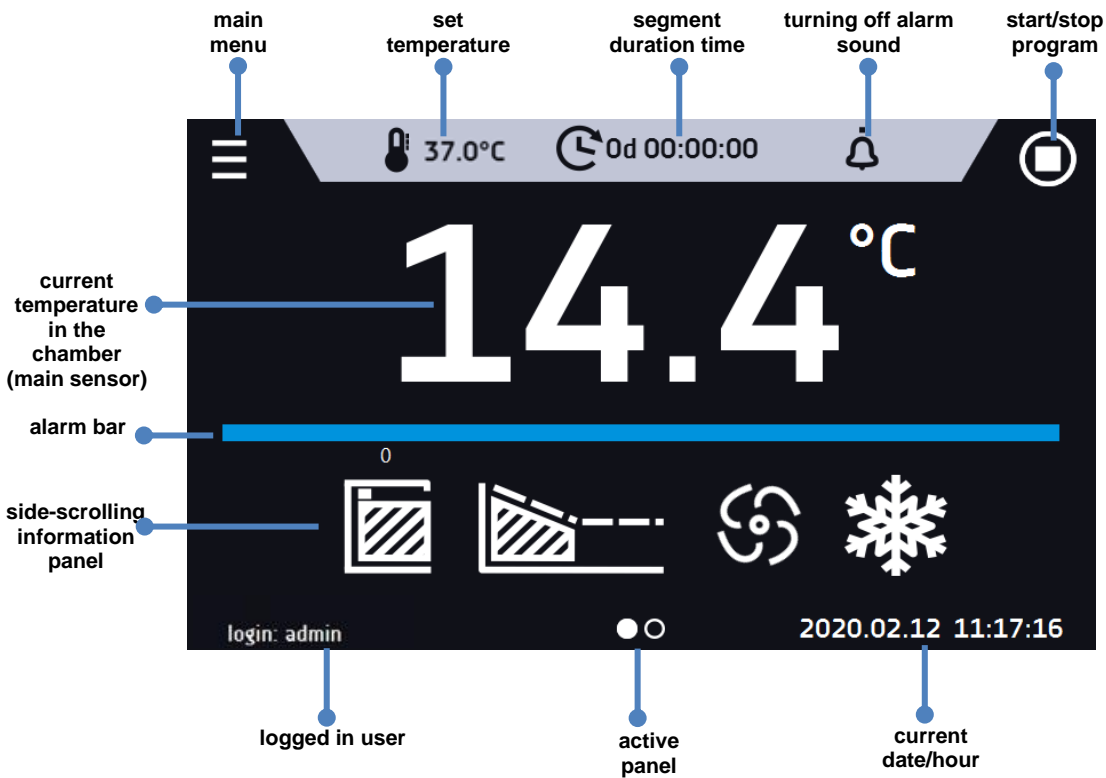 main
menu
set
temperature
segment
duration time
turning off alarm
sound
start/stop
program
37.0°C
0d 00:00:00
14.4 °C
current
temperature
in the
chamber
(main sensor)
alarm bar
0
side-scrolling
information
panel
login: admin
2020.02.12 11:17:16
logged in user
active
panel
current
date/hour